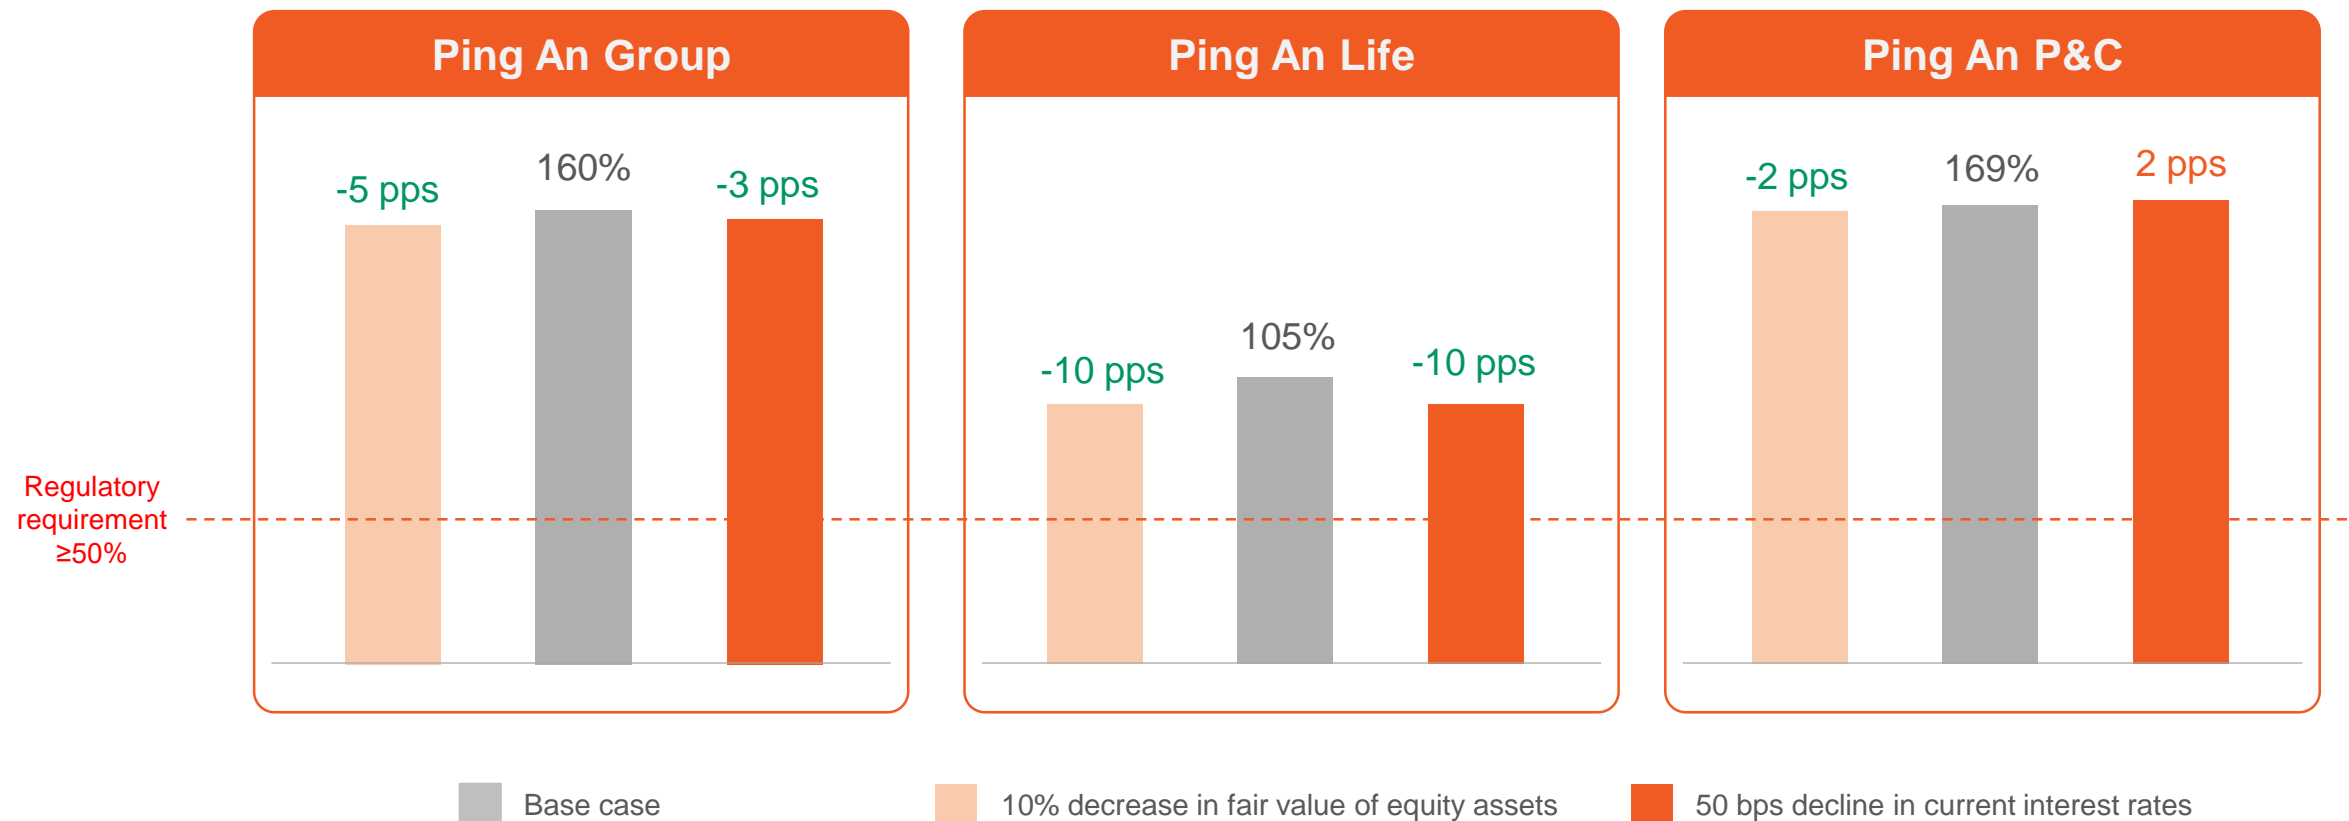 Ping An Group
-5 pps
160%
-3 pps
Ping An Life
-10 pps
105%
-10 pps
Ping An P&C
-2 pps
169%
2 pps
Regulatory
requirement
≥50%
Base case
10% decrease in fair value of equity assets
50 bps decline in current interest rates